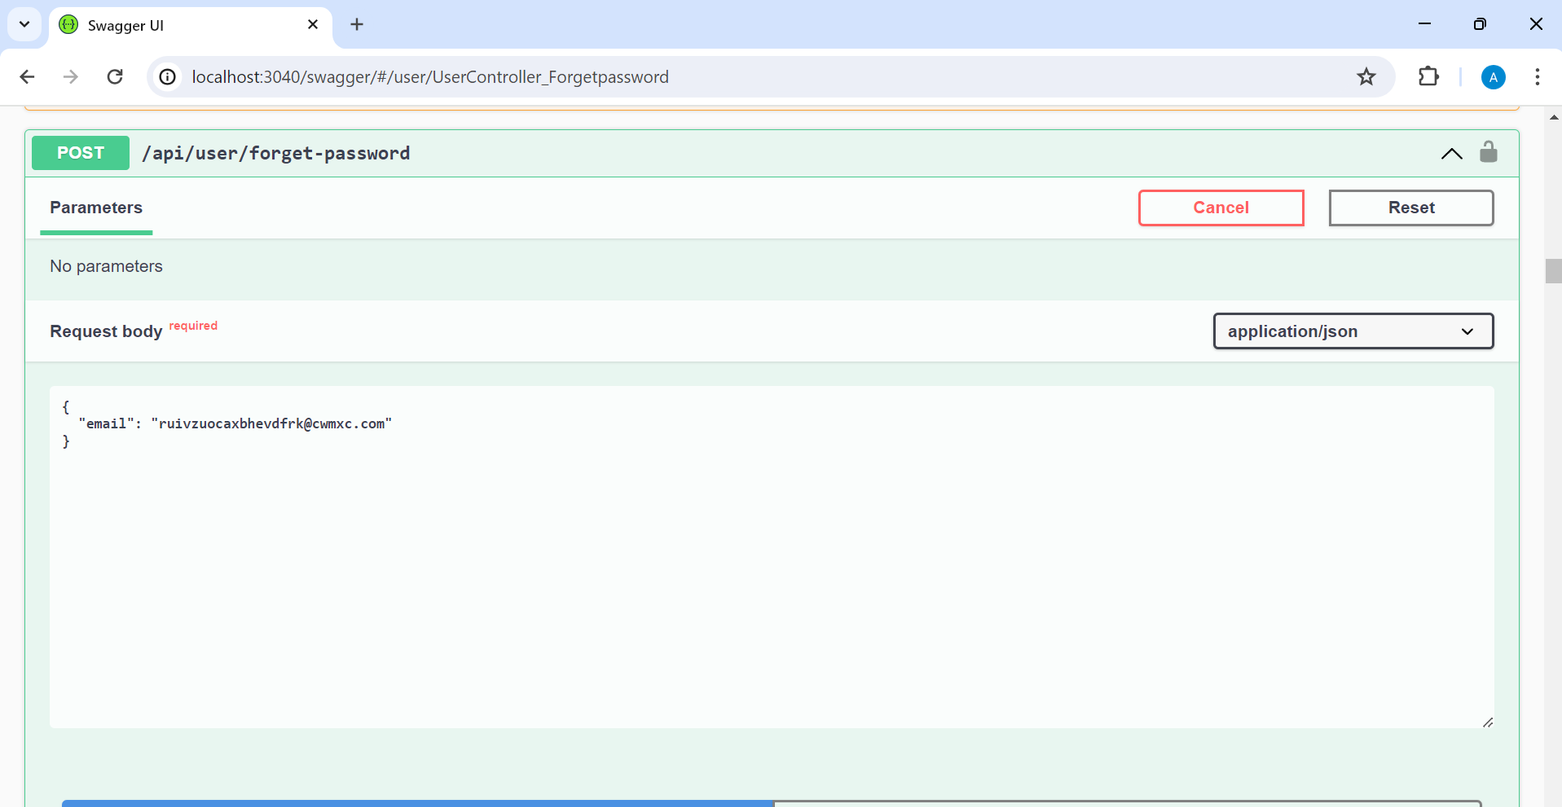 Swagger UI
localhost:3040/swagger/#/user/UserController_Forgetpassword
A
POST /api/user/forget-password
Parameters
Cancel
Reset
No parameters
Request body required
application/json
{
"email": "ruivzuocaxbhevdfrk@cwmxc.com"
}